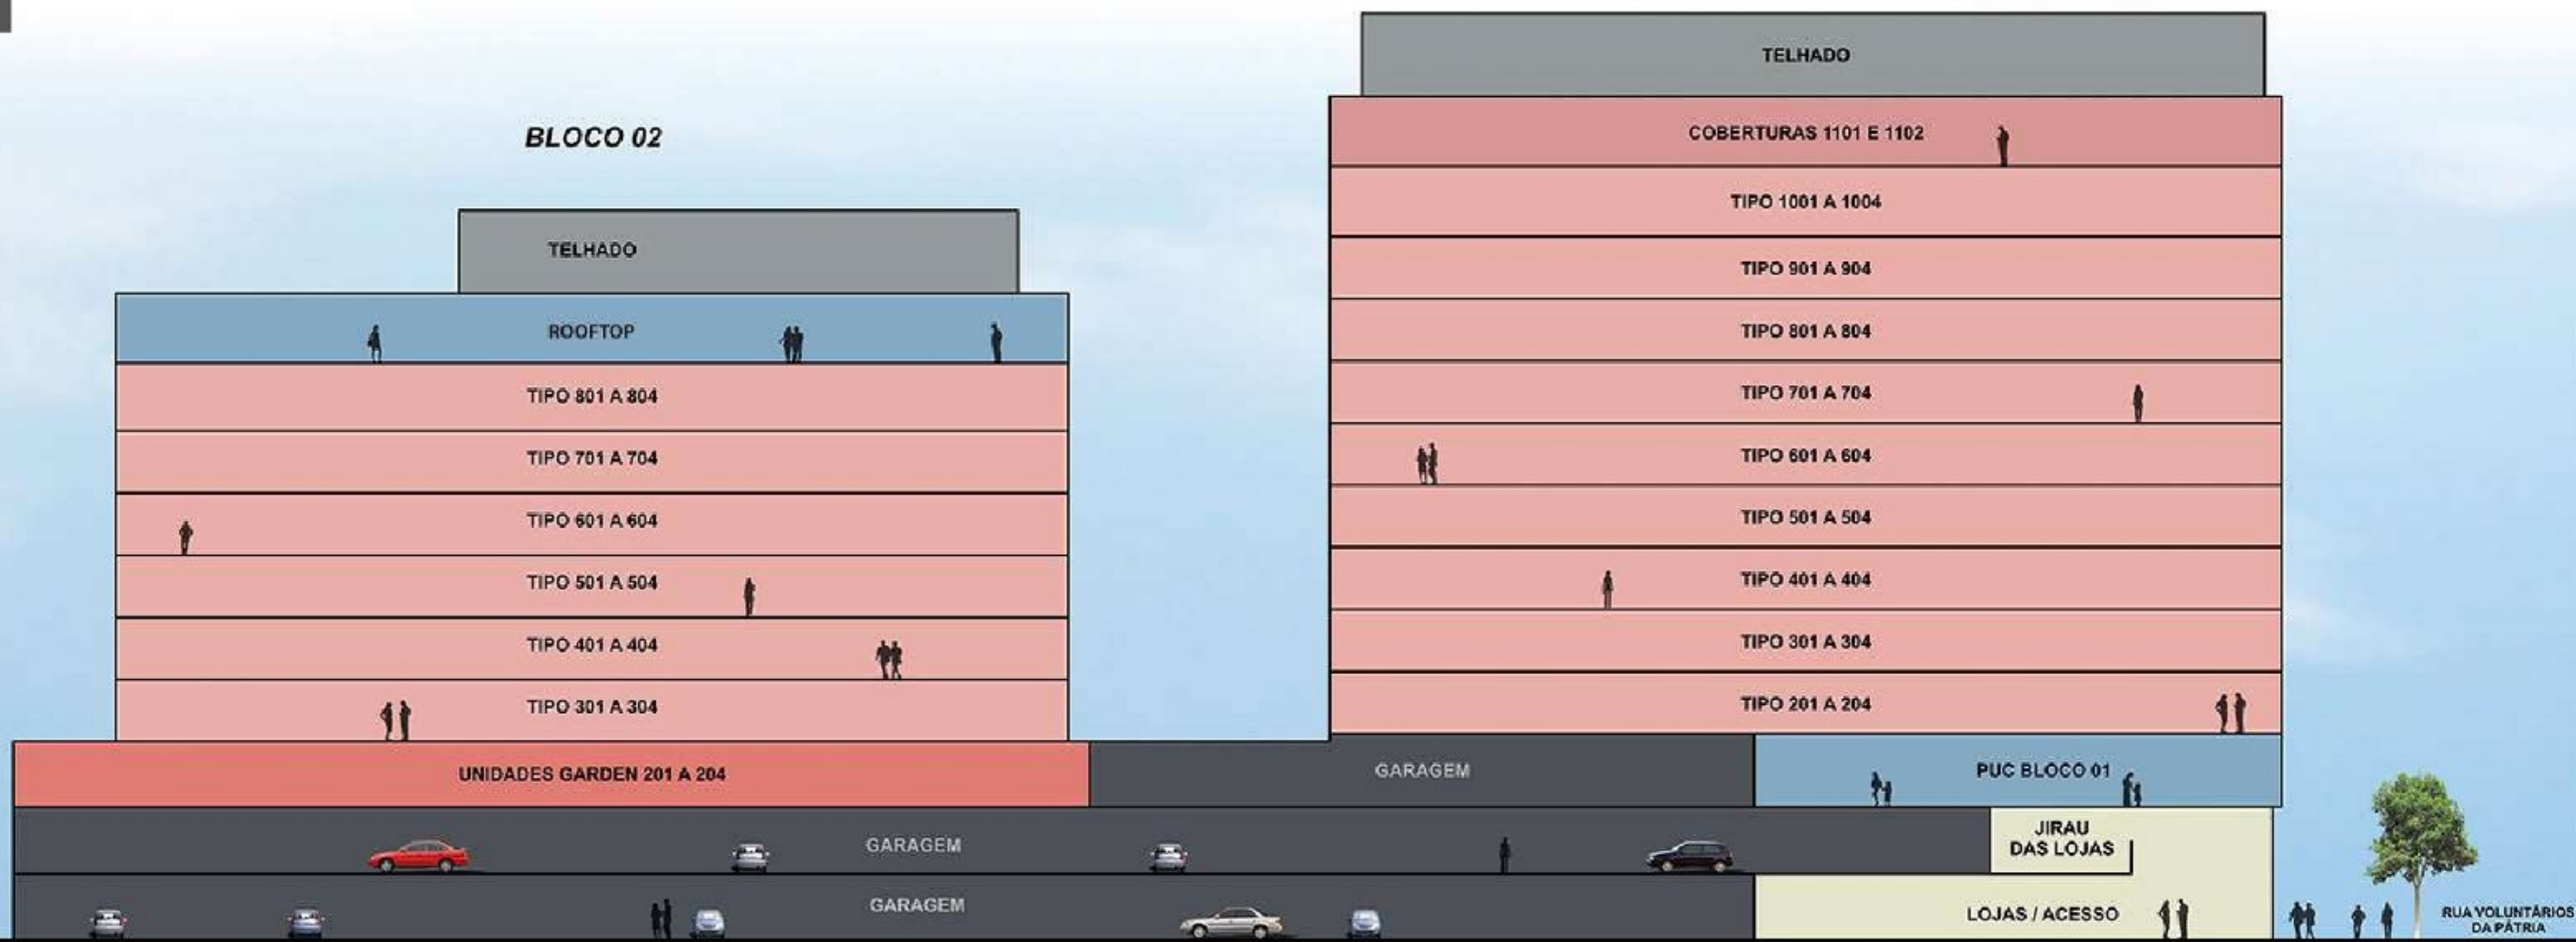 BLOCO 02
TELHADO
ROOFTOP
TIPO 801 A 804
TIPO 701 A 704
TIPO 601 A 604
TIPO 501 A 504
TIPO 401 A 404
TIPO 301 A 304
UNIDADES GARDEN 201 A 204
TELHADO
COBERTURAS 1101 E 1102
TIPO 1001 A 1004
TIPO 901 A 904
TIPO 801 A 804
TIPO 701 A 704
TIPO 601 A 604
TIPO 501 A 504
TIPO 401 A 404
TIPO 301 A 304
TIPO 201 A 204
GARAGEM
PUC BLOCO 01
GARAGEM
JIRAU
DAS LOJAS
GARAGEM
LOJAS / ACESSO
RUA VOLUNTÁRIOS
DA PÁTRIA